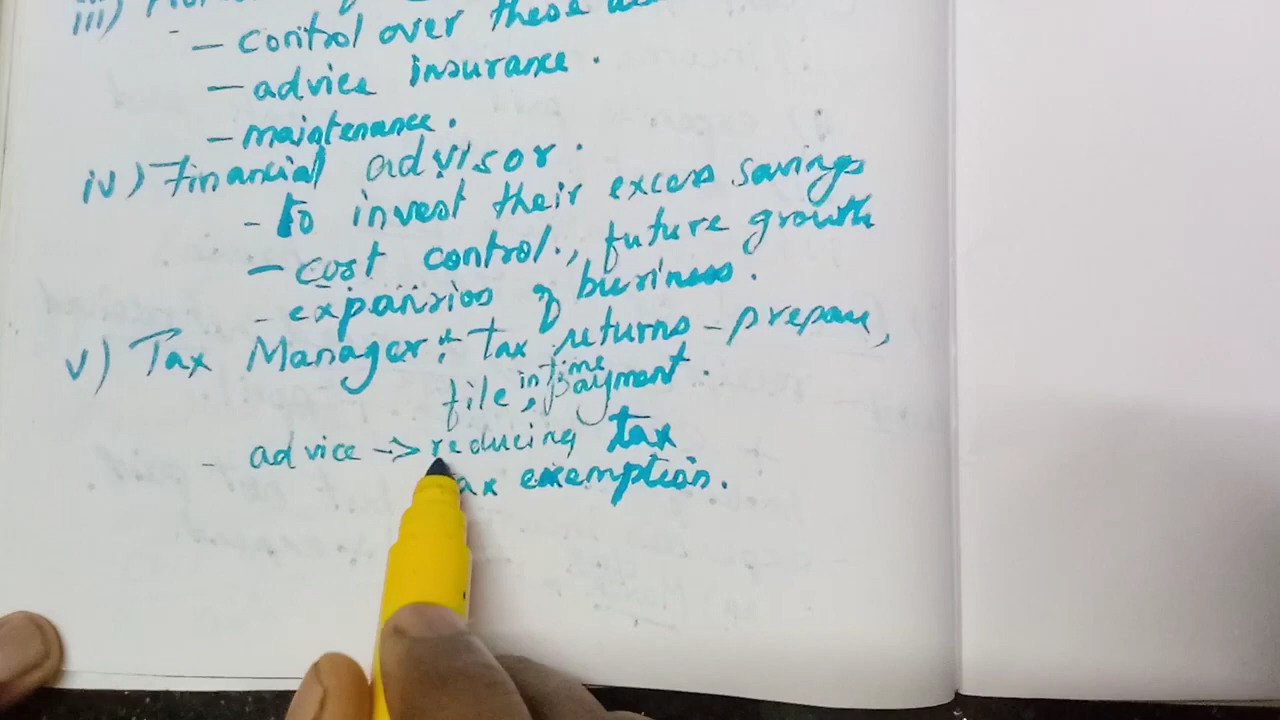 iii)
- control over these
- advice insurance.
- maintenance.
iv) Financial advisor.
- to invest their excess savings
- cost control, future growth
- expansion of business.
v) Tax Manager: tax returns - prepare,
file in time, payment.
- advice -> reducing tax
tax exemption.